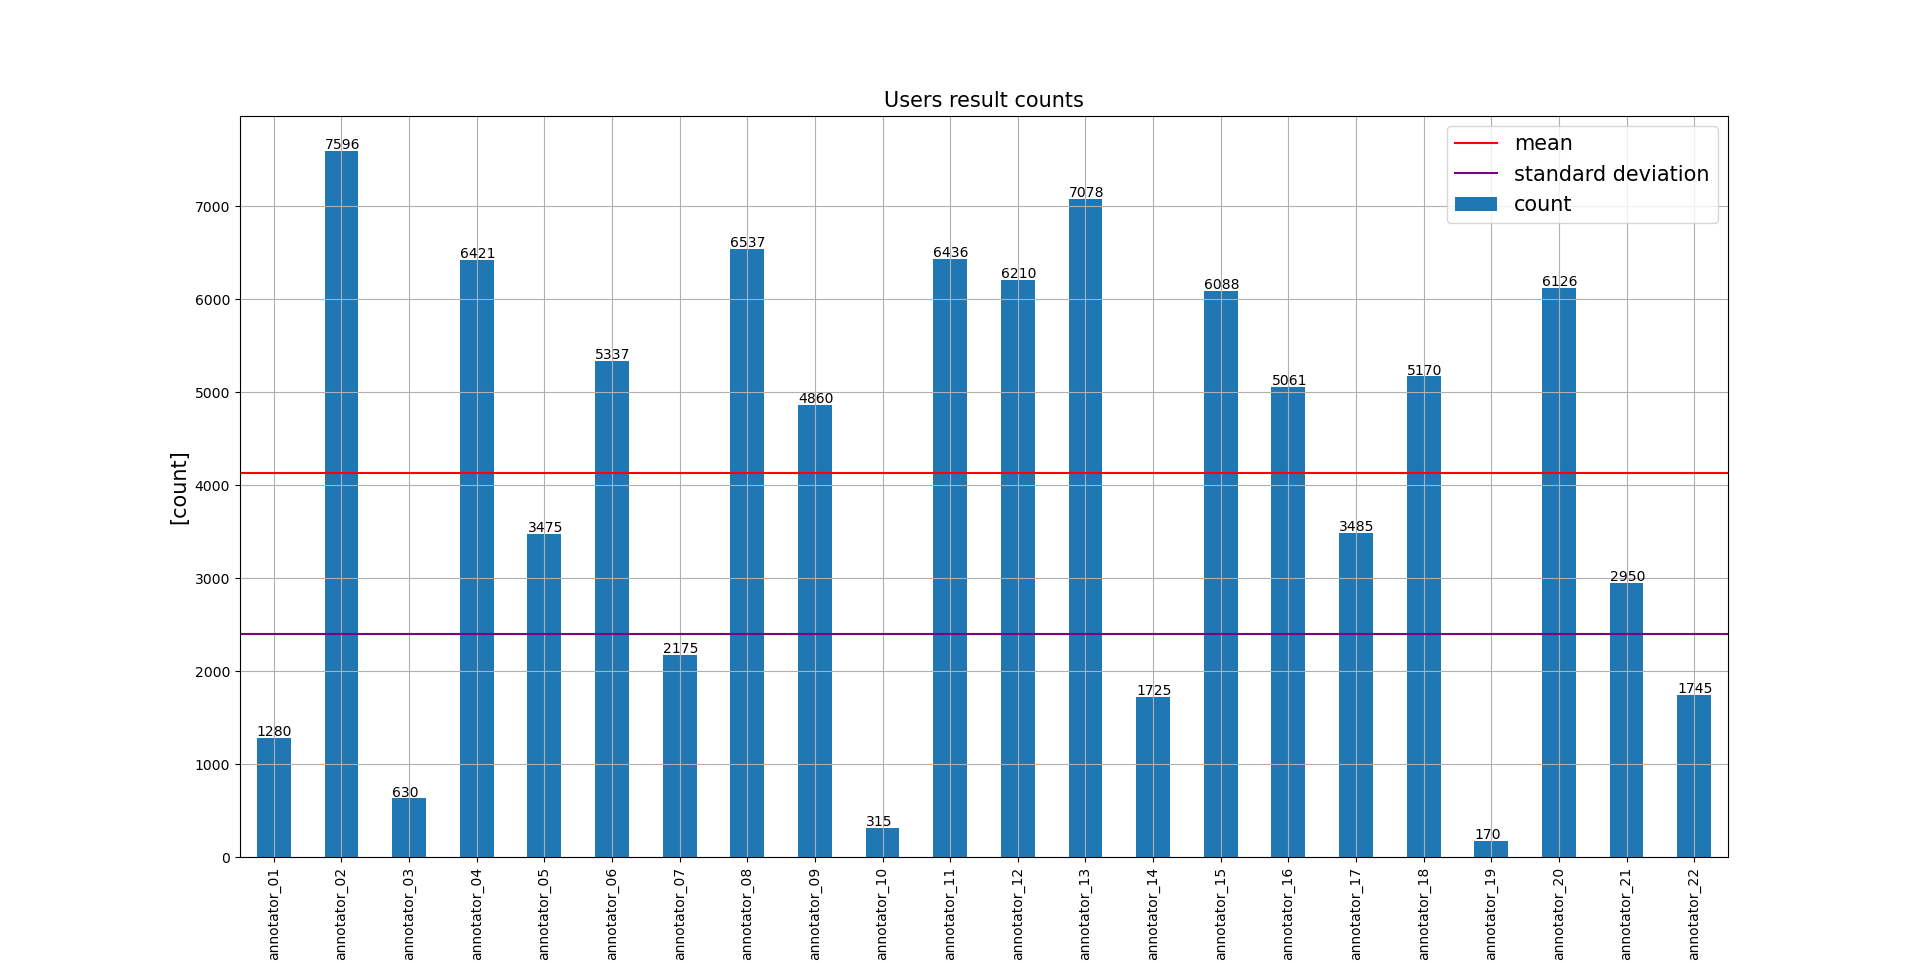 Users result counts
mean
standard deviation
count
[count]
7000
6000
5000
4000
3000
2000
1000
0
1280
7596
630
6421
3475
5337
2175
6537
4860
315
6436
6210
7078
1725
6088
5061
3485
5170
170
6126
2950
1745
annotator_01
annotator_02
annotator_03
annotator_04
annotator_05
annotator_06
annotator_07
annotator_08
annotator_09
annotator_10
annotator_11
annotator_12
annotator_13
annotator_14
annotator_15
annotator_16
annotator_17
annotator_18
annotator_19
annotator_20
annotator_21
annotator_22